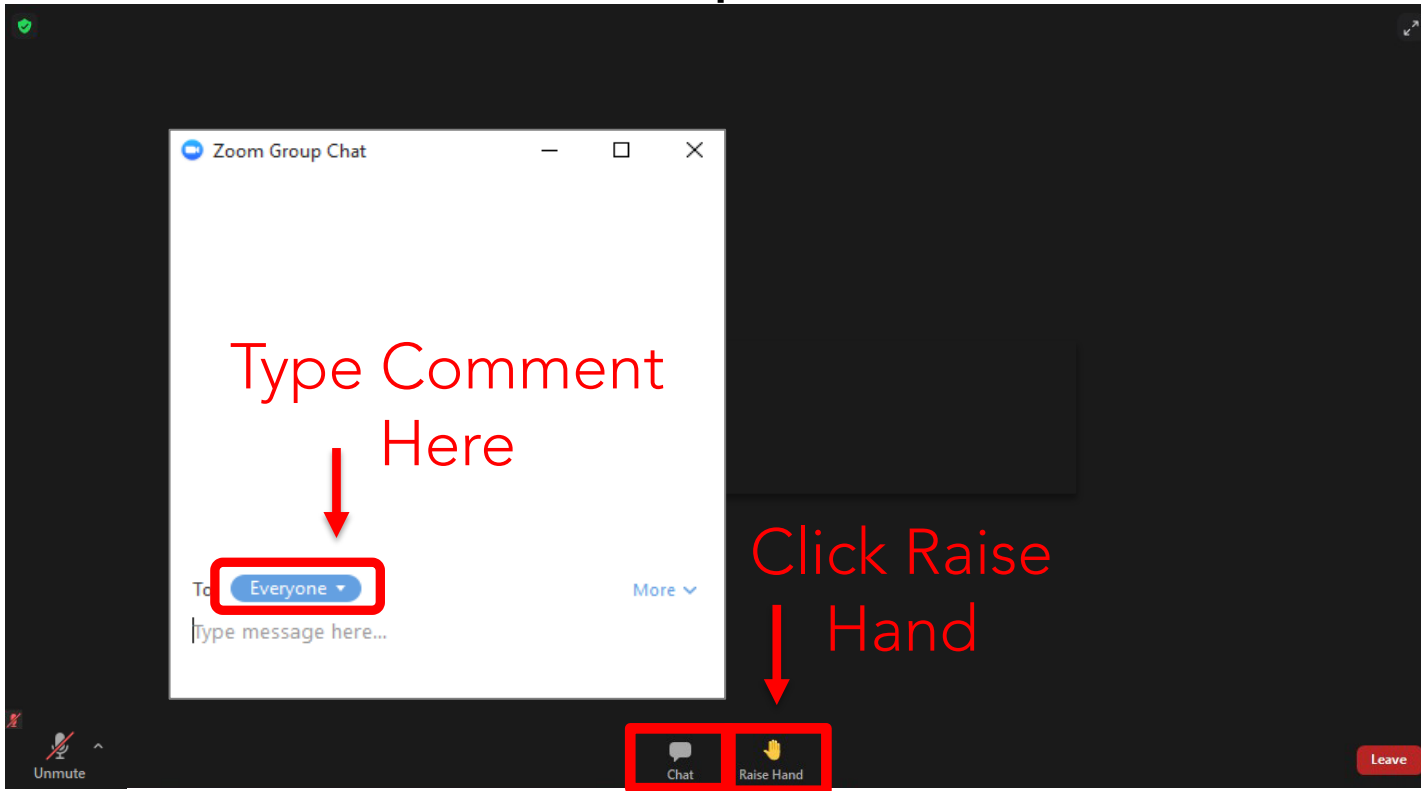 Zoom Group Chat
Type Comment
Here
To
Everyone
More
Type message here...
Click Raise
Hand
Unmute
Chat
Raise Hand
Leave